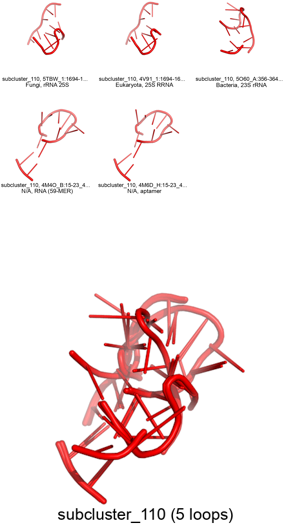 subcluster_110, 5TBW_1:1694-1...
Fungi, rRNA 25S
subcluster_110, 4V91_1:1694-16...
Eukaryota, 25S RRNA
subcluster_110, 5O60_A:356-364...
Bacteria, 23S rRNA
subcluster_110, 4M4O_B:15-23_4...
N/A, RNA (59-MER)
subcluster_110, 4M6D_H:15-23_4...
N/A, aptamer
subcluster_110 (5 loops)